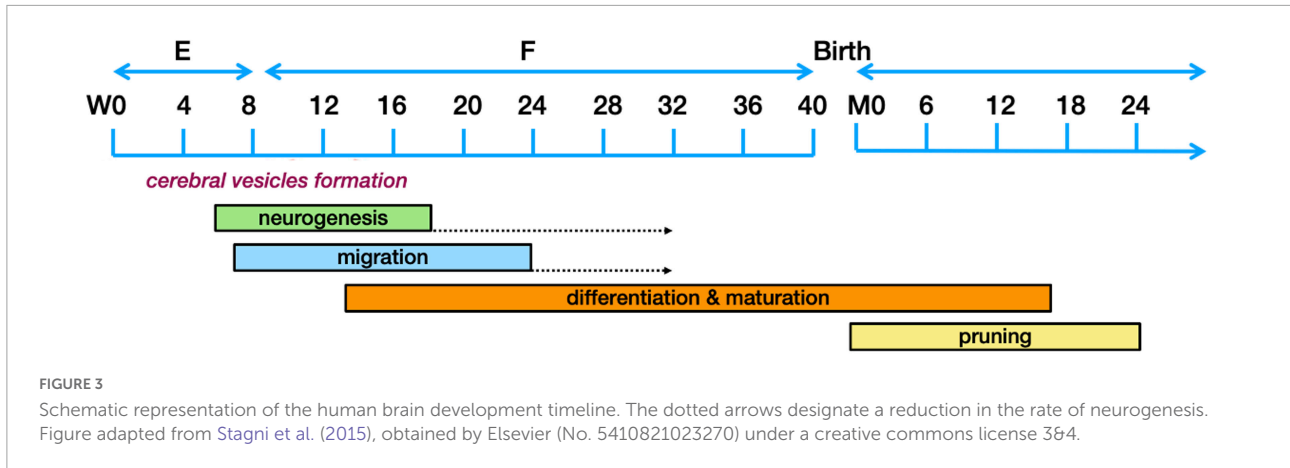 E F Birth
W0 4 8 12 16 20 24 28 32 36 40 M0 6 12 18 24
cerebral vesicles formation
neurogenesis
migration
differentiation & maturation
pruning
FIGURE 3
Schematic representation of the human brain development timeline. The dotted arrows designate a reduction in the rate of neurogenesis.
Figure adapted from Stagni et al. (2015), obtained by Elsevier (No. 5410821023270) under a creative commons license 3&4.